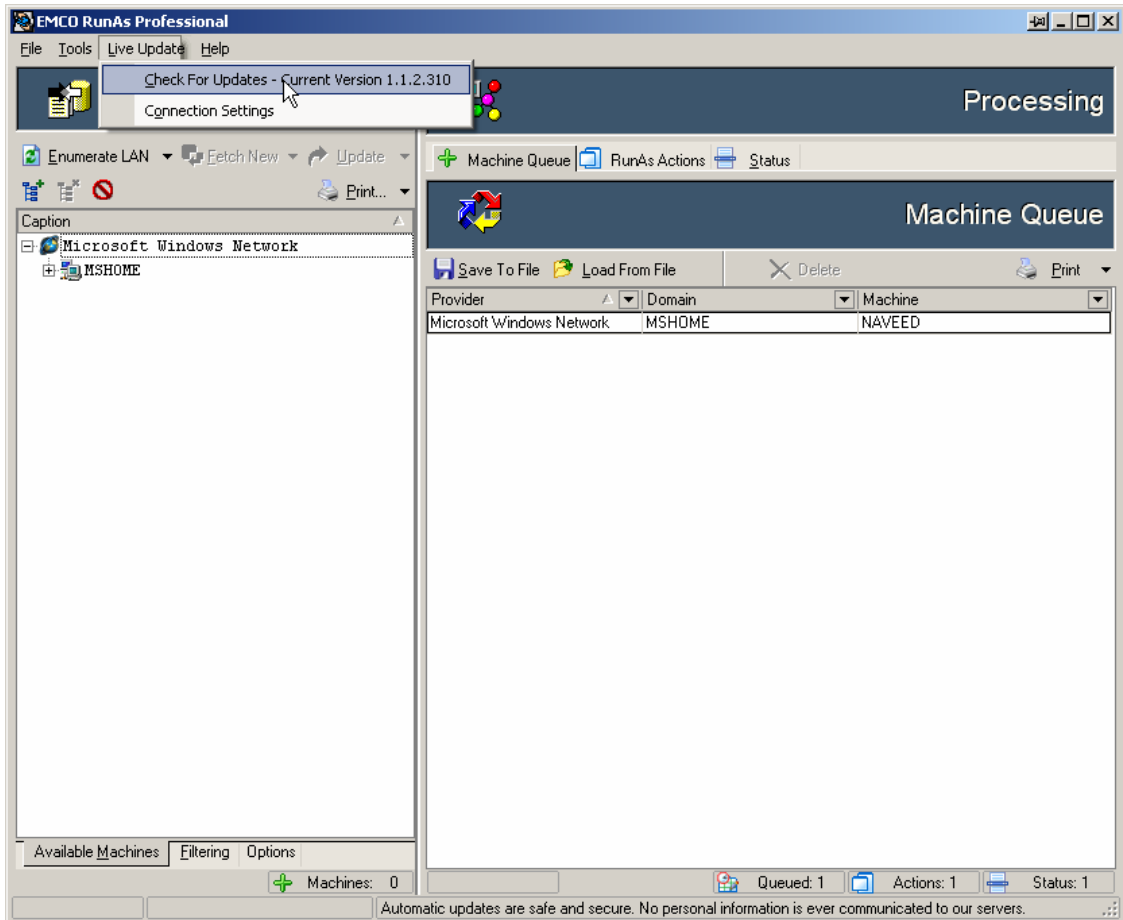 EMCO RunAs Professional
File Tools Live Update Help
Check For Updates - Current Version 1.1.2.310
Connection Settings
Processing
Enumerate LAN Fetch New Update
Print...
Machine Queue RunAs Actions Status
Machine Queue
Caption
Microsoft Windows Network
MSHOME
Save To File Load From File Delete Print
Provider Domain Machine
Microsoft Windows Network MSHOME NAVEED
Available Machines Filtering Options
Machines: 0
Queued: 1 Actions: 1 Status: 1
Automatic updates are safe and secure. No personal information is ever communicated to our servers.